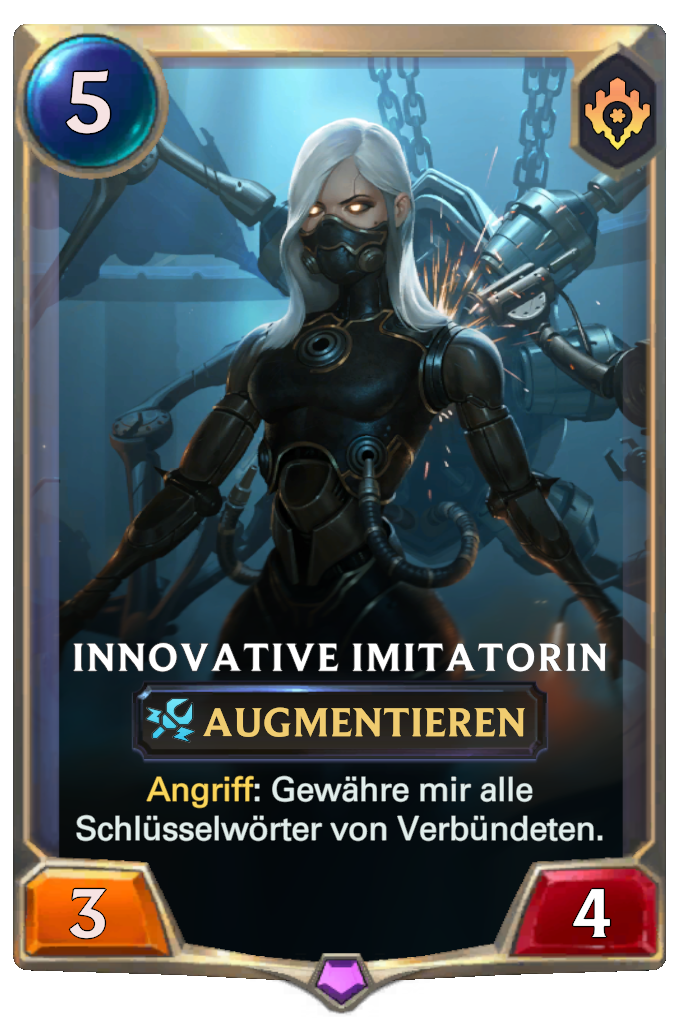 5
INNOVATIVE IMITATORIN
AUGMENTIEREN
Angriff: Gewähre mir alle
Schlüsselwörter von Verbündeten.
3
4